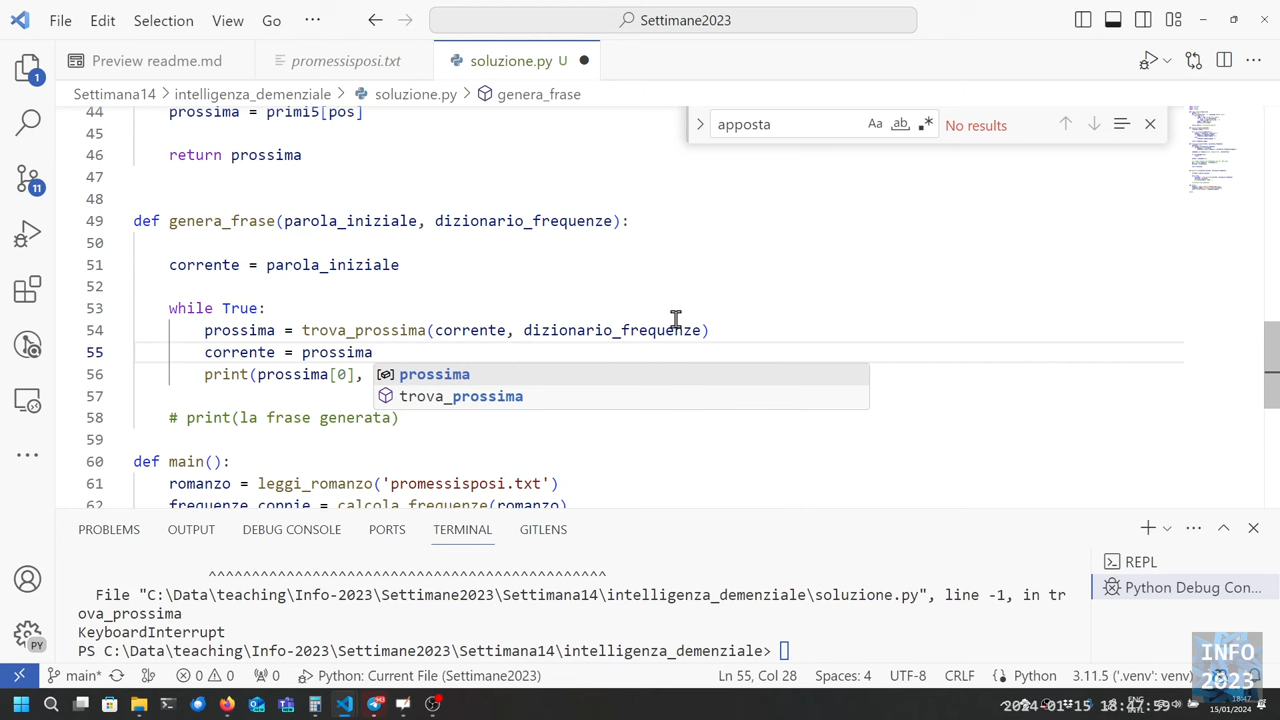 File Edit Selection View Go ··· Settimane2023
Preview readme.md promessisposi.txt soluzione.py U
Settimana14 > intelligenza_demenziale > soluzione.py > genera_frase
44 prossima = primi5[pos]
45
46 return prossima
47
48
49 def genera_frase(parola_iniziale, dizionario_frequenze):
50
51 corrente = parola_iniziale
52
53 while True:
54 prossima = trova_prossima(corrente, dizionario_frequenze)
55 corrente = prossima
56 print(prossima[0],
57
58 # print(la frase generata)
59
60 def main():
61 romanzo = leggi_romanzo('promessisposi.txt')
62 frequenze_coppie = calcola_frequenze(romanzo)
apposta Aa ab .* No results
prossima
trova_prossima
1
11
PY
PROBLEMS OUTPUT DEBUG CONSOLE PORTS TERMINAL GITLENS
^^^^^^^^^^^^^^^^^^^^^^^^^^^^^^^^^^^^^^^^^^^^^
File "C:\Data\teaching\Info-2023\Settimane2023\Settimana14\intelligenza_demenziale\soluzione.py", line -1, in tr
ova_prossima
KeyboardInterrupt
PS C:\Data\teaching\Info-2023\Settimane2023\Settimana14\intelligenza_demenziale>
REPL
Python Debug Con...
main* 0 0 0 Python: Current File (Settimane2023) Ln 55, Col 28 Spaces: 4 UTF-8 CRLF Python 3.11.5 ('.venv': venv)
INFO
2023
2024-01-15 18:47:59
15/01/2024